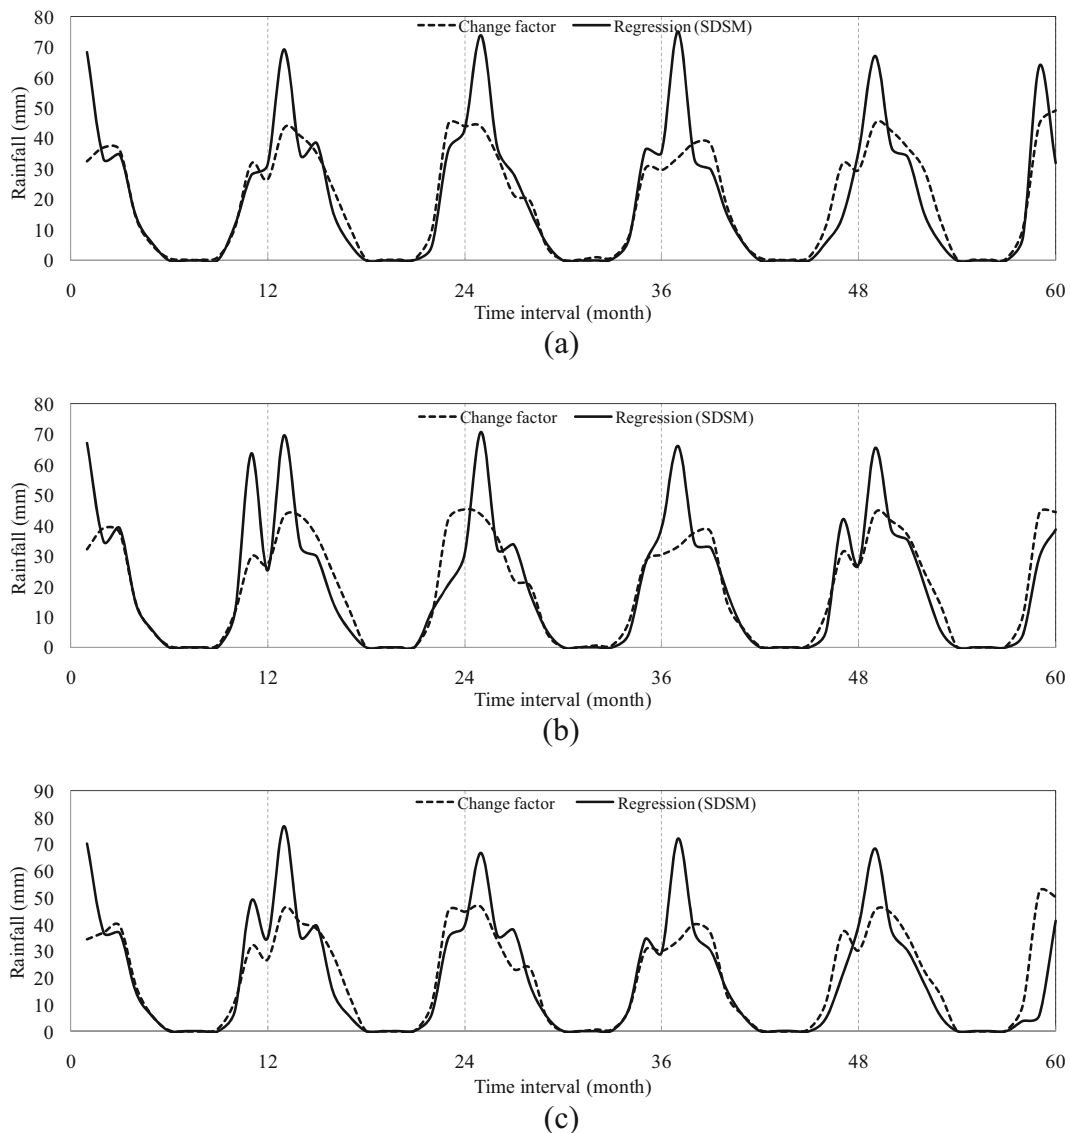 80
70
60
50
40
30
20
10
0
Rainfall (mm)
Change factor Regression (SDSM)
0 12 24 36 48 60
Time interval (month)
(a)
80
70
60
50
40
30
20
10
0
Rainfall (mm)
Change factor Regression (SDSM)
0 12 24 36 48 60
Time interval (month)
(b)
90
80
70
60
50
40
30
20
10
0
Rainfall (mm)
Change factor Regression (SDSM)
0 12 24 36 48 60
Time interval (month)
(c)